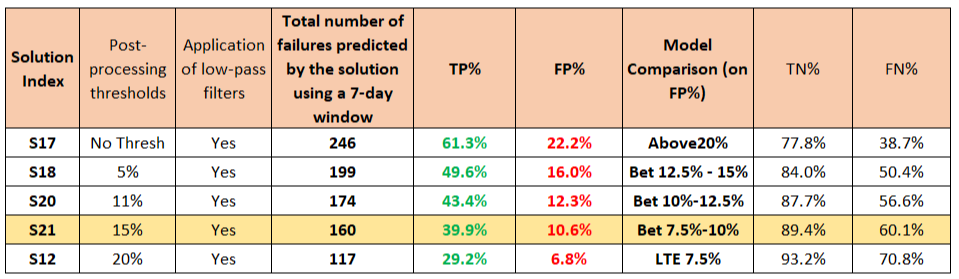 Solution Index | Post-processing thresholds | Application of low-pass filters | Total number of failures predicted by the solution using a 7-day window | TP% | FP% | Model Comparison (on FP%) | TN% | FN%
S17 | No Thresh | Yes | 246 | 61.3% | 22.2% | Above20% | 77.8% | 38.7%
S18 | 5% | Yes | 199 | 49.6% | 16.0% | Bet 12.5% - 15% | 84.0% | 50.4%
S20 | 11% | Yes | 174 | 43.4% | 12.3% | Bet 10%-12.5% | 87.7% | 56.6%
S21 | 15% | Yes | 160 | 39.9% | 10.6% | Bet 7.5%-10% | 89.4% | 60.1%
S12 | 20% | Yes | 117 | 29.2% | 6.8% | LTE 7.5% | 93.2% | 70.8%